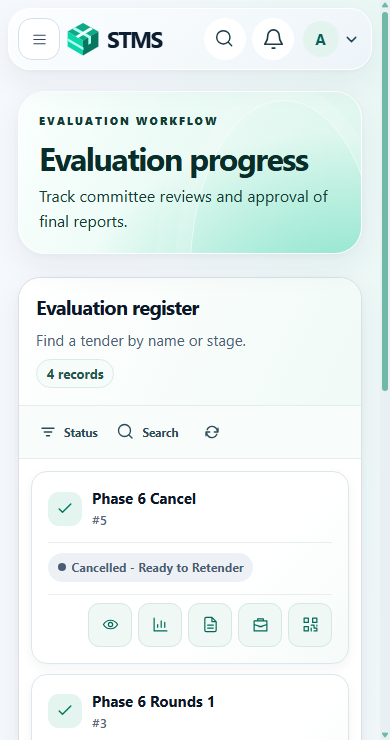 STMS
A
EVALUATION WORKFLOW
Evaluation progress
Track committee reviews and approval of
final reports.
Evaluation register
Find a tender by name or stage.
4 records
Status
Search
Phase 6 Cancel
#5
Cancelled - Ready to Retender
Phase 6 Rounds 1
#3